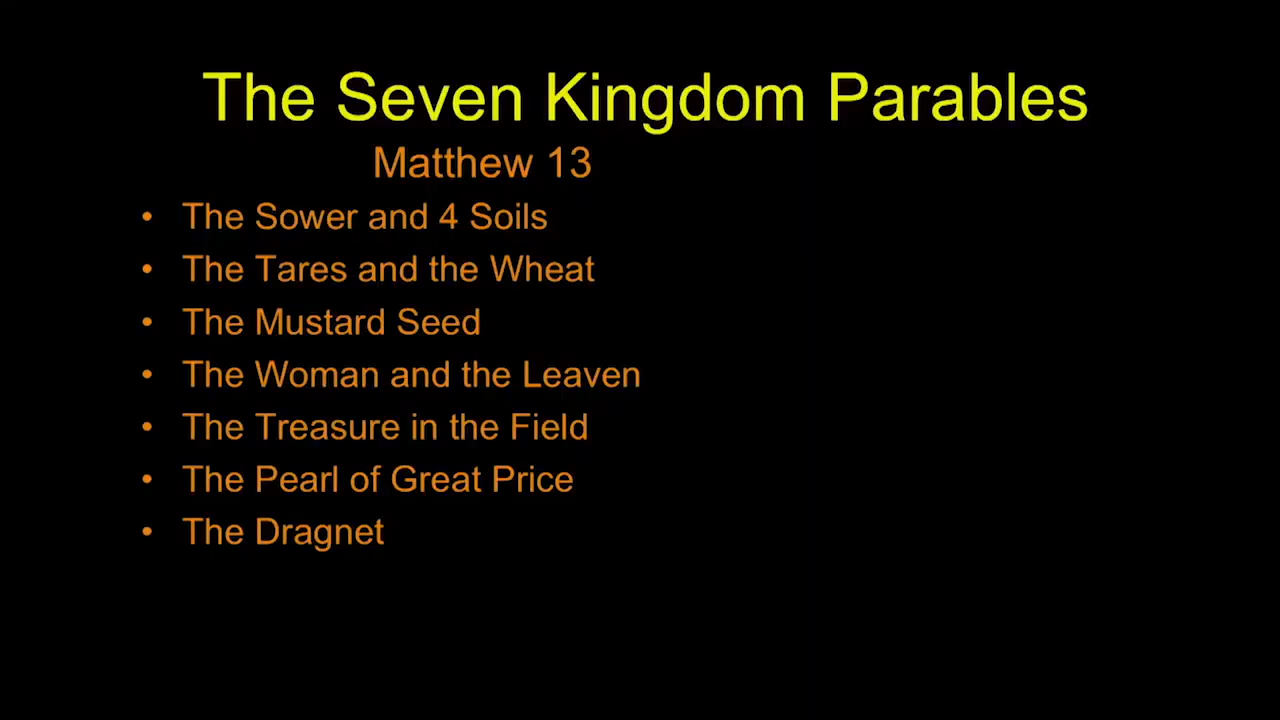 The Seven Kingdom Parables
Matthew 13
• The Sower and 4 Soils
• The Tares and the Wheat
• The Mustard Seed
• The Woman and the Leaven
• The Treasure in the Field
• The Pearl of Great Price
• The Dragnet